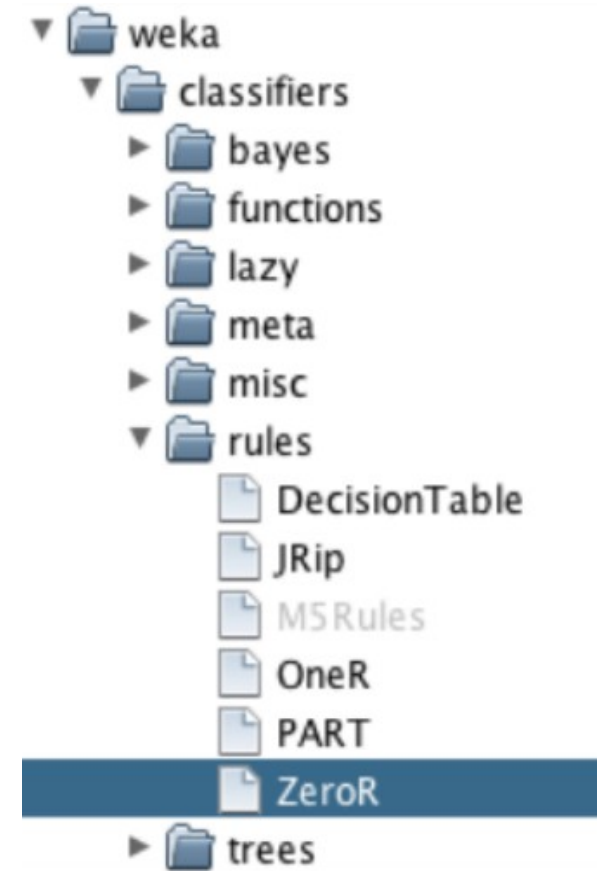 weka
classifiers
bayes
functions
lazy
meta
misc
rules
DecisionTable
JRip
M5Rules
OneR
PART
ZeroR
trees